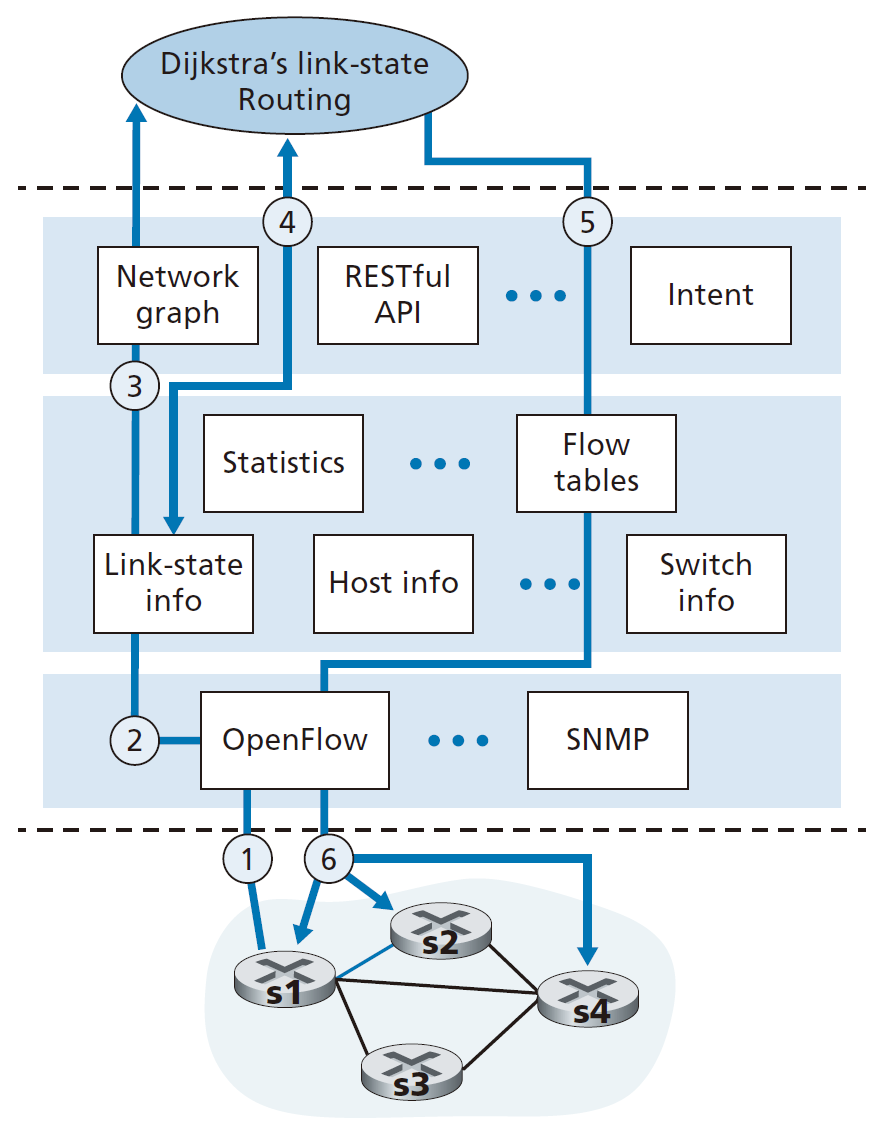 Dijkstra's link-state
Routing
4
5
Network
graph
RESTful
API
Intent
3
Statistics
Flow
tables
Link-state
info
Host info
Switch
info
2
OpenFlow
SNMP
1
6
s2
s1
s4
s3